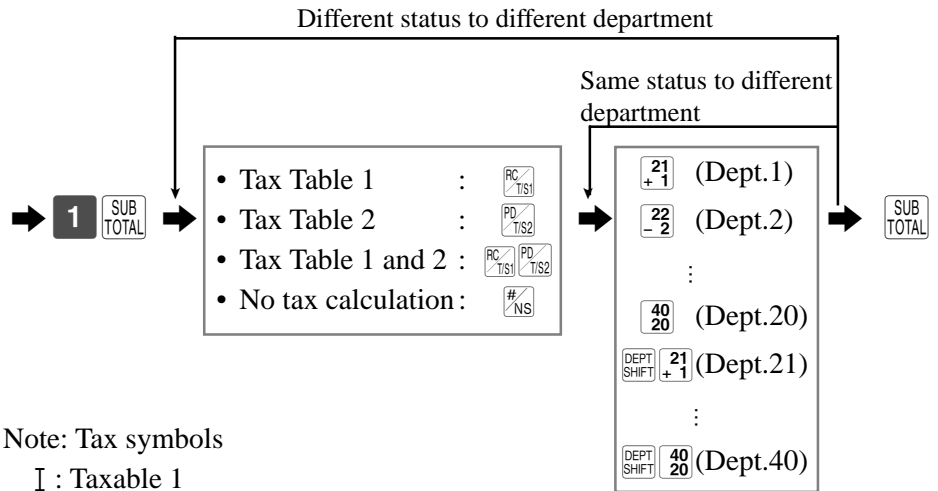 Different status to different department
Same status to different
department
1 SUB TOTAL
• Tax Table 1 : RC T/S1
• Tax Table 2 : PD T/S2
• Tax Table 1 and 2 : RC T/S1 PD T/S2
• No tax calculation : #/NS
21 + 1 (Dept.1)
22 – 2 (Dept.2)
⋮
40 20 (Dept.20)
DEPT SHIFT 21 + 1 (Dept.21)
⋮
DEPT SHIFT 40 20 (Dept.40)
SUB TOTAL
Note: Tax symbols
I : Taxable 1